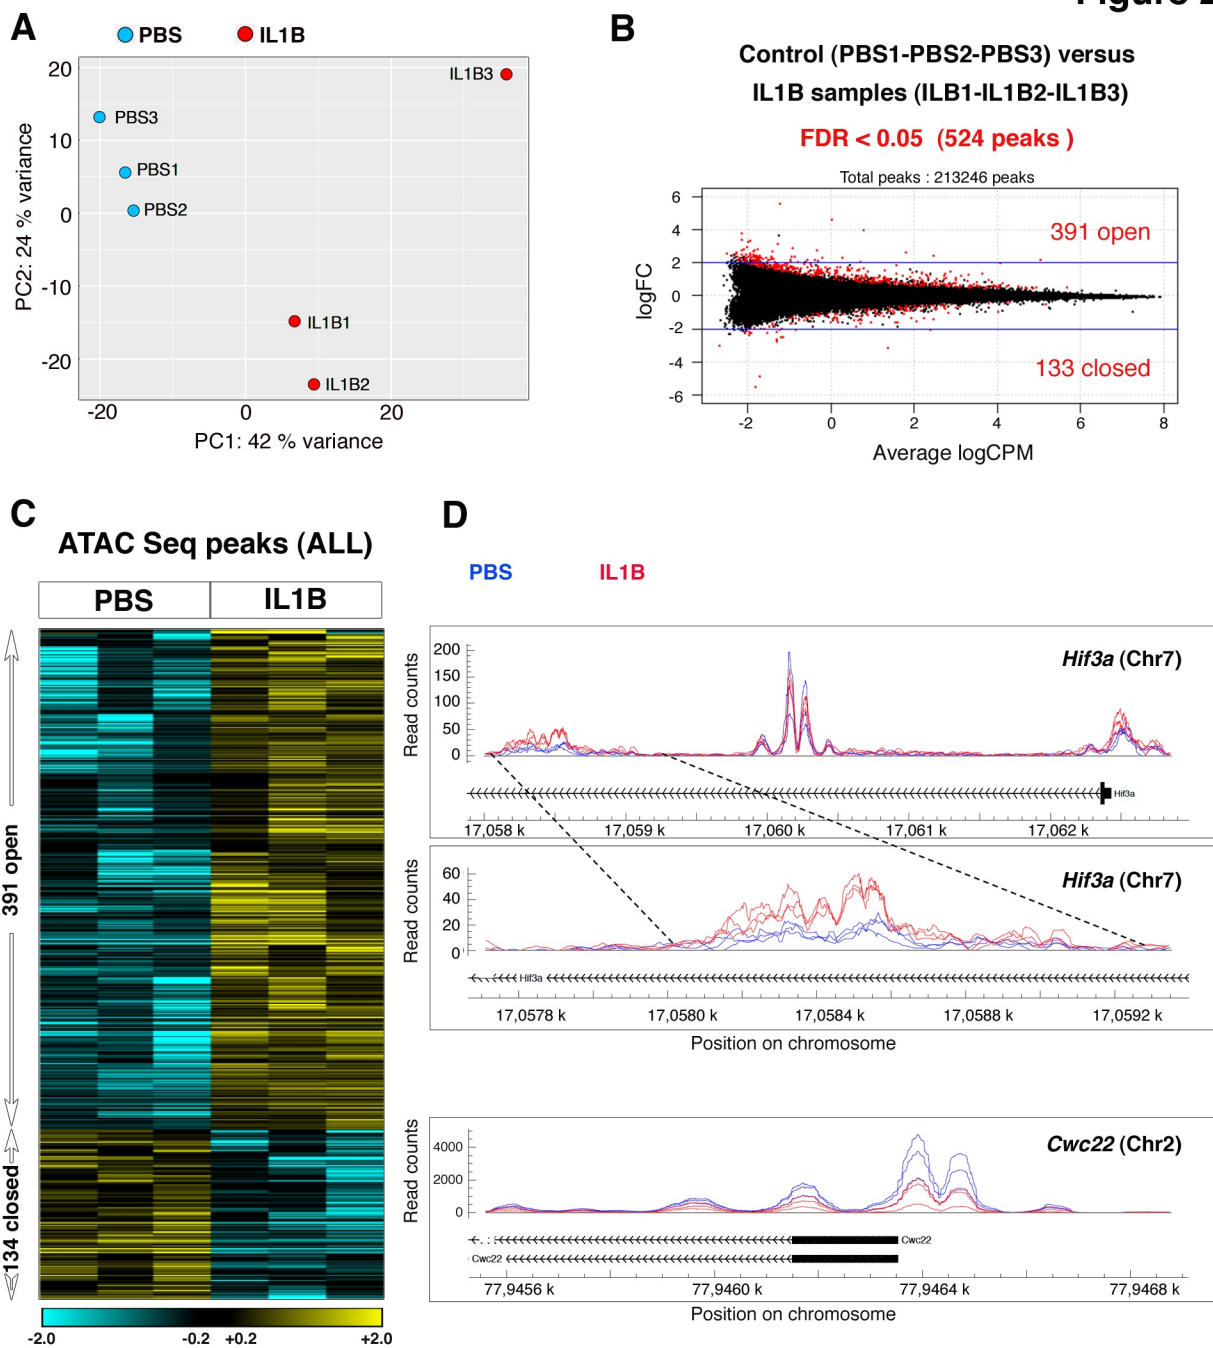 Figure 2
A
PBS
IL1B
PC2: 24 % variance
20
10
0
-10
-20
IL1B3
PBS3
PBS1
PBS2
IL1B1
IL1B2
-20
0
20
PC1: 42 % variance
B
Control (PBS1-PBS2-PBS3) versus
IL1B samples (ILB1-IL1B2-IL1B3)
FDR < 0.05 (524 peaks )
Total peaks : 213246 peaks
logFC
6
4
2
0
-2
-4
-6
391 open
133 closed
-2
0
2
4
6
8
Average logCPM
C
ATAC Seq peaks (ALL)
PBS
IL1B
391 open
134 closed
-2.0
-0.2
+0.2
+2.0
D
PBS
IL1B
Read counts
200
150
100
50
0
Hif3a (Chr7)
Hif3a
17,058 k
17,059 k
17,060 k
17,061 k
17,062 k
Read counts
60
40
20
0
Hif3a (Chr7)
Hif3a
17,0578 k
17,0580 k
17,0584 k
17,0588 k
17,0592 k
Position on chromosome
Read counts
4000
2000
0
Cwc22 (Chr2)
Cwc22
Cwc22
77,9456 k
77,9460 k
77,9464 k
77,9468 k
Position on chromosome